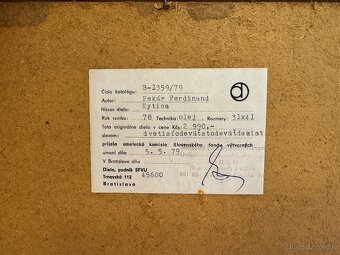 Číslo katalógu: B-1359/79
Autor: Pekár Ferdinand
Názov diela: Kytica
Rok vzniku: 78 Technika: olej Rozmery: 31x41
Toto originálne dielo v cene Kčs: 2 990,-
slovom: dvetisícdeväťstodeväťdesiat
prijala umelecká komisia Slovenského fondu výtvarných
umení dňa 5. 5. 79.
V Bratislave dňa
Dielo, podnik SFVU
Trnavská 112 45600
Bratislava